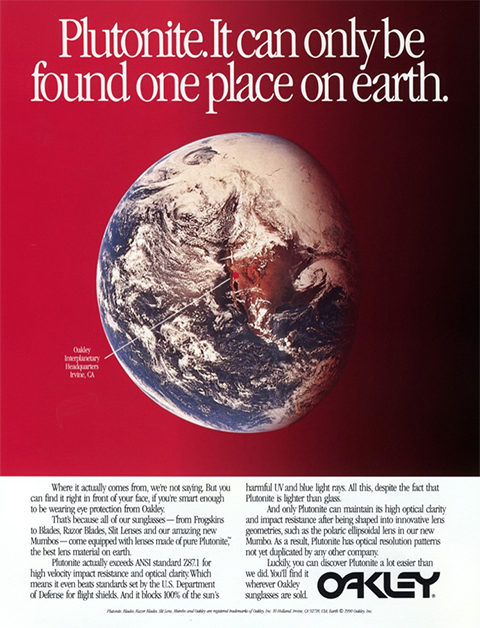 Plutonite. It can only be
found one place on earth.
Oakley
Interplanetary
Headquarters
Irvine, CA
Where it actually comes from, we're not saying. But you
can find it right in front of your face, if you're smart enough
to be wearing eye protection from Oakley.
That's because all of our sunglasses — from Frogskins
to Blades, Razor Blades, Slit Lenses and our amazing new
Mumbos — come equipped with lenses made of pure Plutonite,™
the best lens material on earth.
Plutonite actually exceeds ANSI standard Z87.1 for
high velocity impact resistance and optical clarity. Which
means it even beats standards set by the U.S. Department
of Defense for flight shields. And it blocks 100% of the sun's
harmful UV and blue light rays. All this, despite the fact that
Plutonite is lighter than glass.
And only Plutonite can maintain its high optical clarity
and impact resistance after being shaped into innovative lens
geometries, such as the polaric ellipsoidal lens in our new
Mumbo. As a result, Plutonite has optical resolution patterns
not yet duplicated by any other company.
Luckily, you can discover Plutonite a lot easier than
we did. You'll find it
wherever Oakley
sunglasses are sold.
OAKLEY
Plutonite, Blades, Razor Blades, Slit Lens, Mumbo and Oakley are registered trademarks of Oakley, Inc. 10 Holland, Irvine, CA 92718, USA, Earth © 1990 Oakley, Inc.